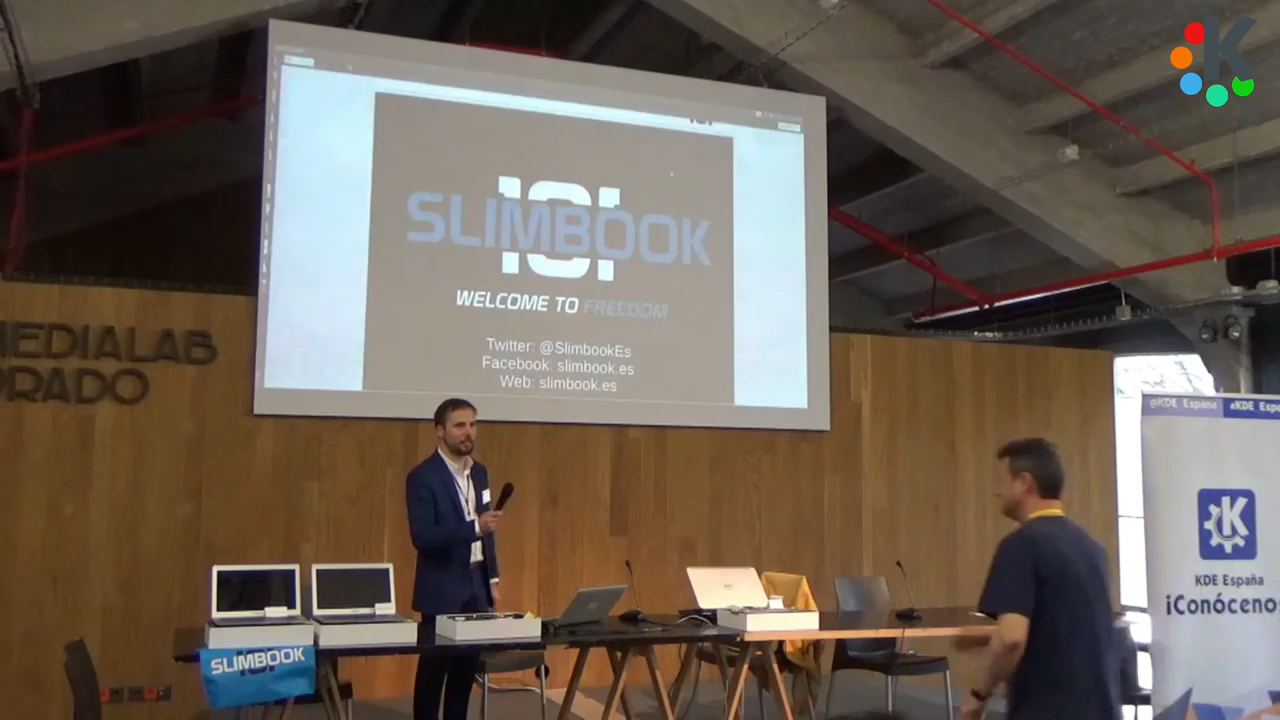 SLIMBOOK
WELCOME TO FREEDOM
Twitter: @SlimbookEs
Facebook: slimbook.es
Web: slimbook.es
MEDIALAB
PRADO
SLIMBOOK
@KDE España
KDE España
¡Conóceno